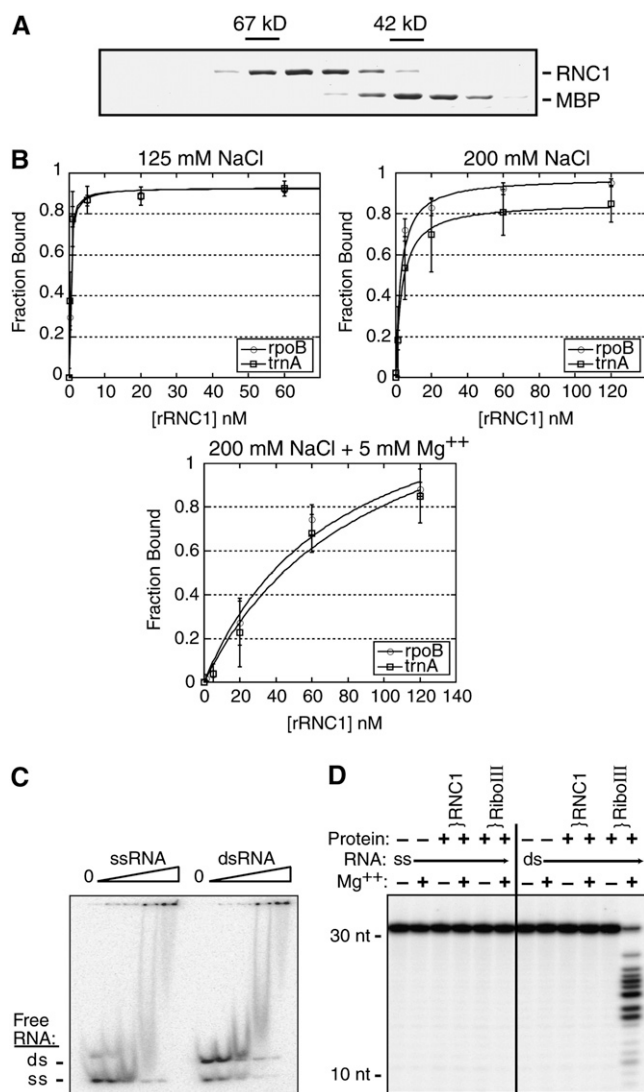 A
67 kD 42 kD
RNC1
MBP
B
125 mM NaCl
Fraction Bound
1
0.8
0.6
0.4
0.2
0
0 20 40 60
[rRNC1] nM
rpoB
trnA
200 mM NaCl
Fraction Bound
1
0.8
0.6
0.4
0.2
0
0 20 40 60 80 100 120
[rRNC1] nM
rpoB
trnA
200 mM NaCl + 5 mM Mg++
Fraction Bound
1
0.8
0.6
0.4
0.2
0
0 20 40 60 80 100 120 140
[rRNC1] nM
rpoB
trnA
C
0 ssRNA 0 dsRNA
Free
RNA:
ds
ss
D
}RNC1 }RiboIII }RNC1 }RiboIII
Protein: – – + + + + – – + + + +
RNA: ss ds
Mg++: – + – + – + – + – + – +
30 nt
10 nt